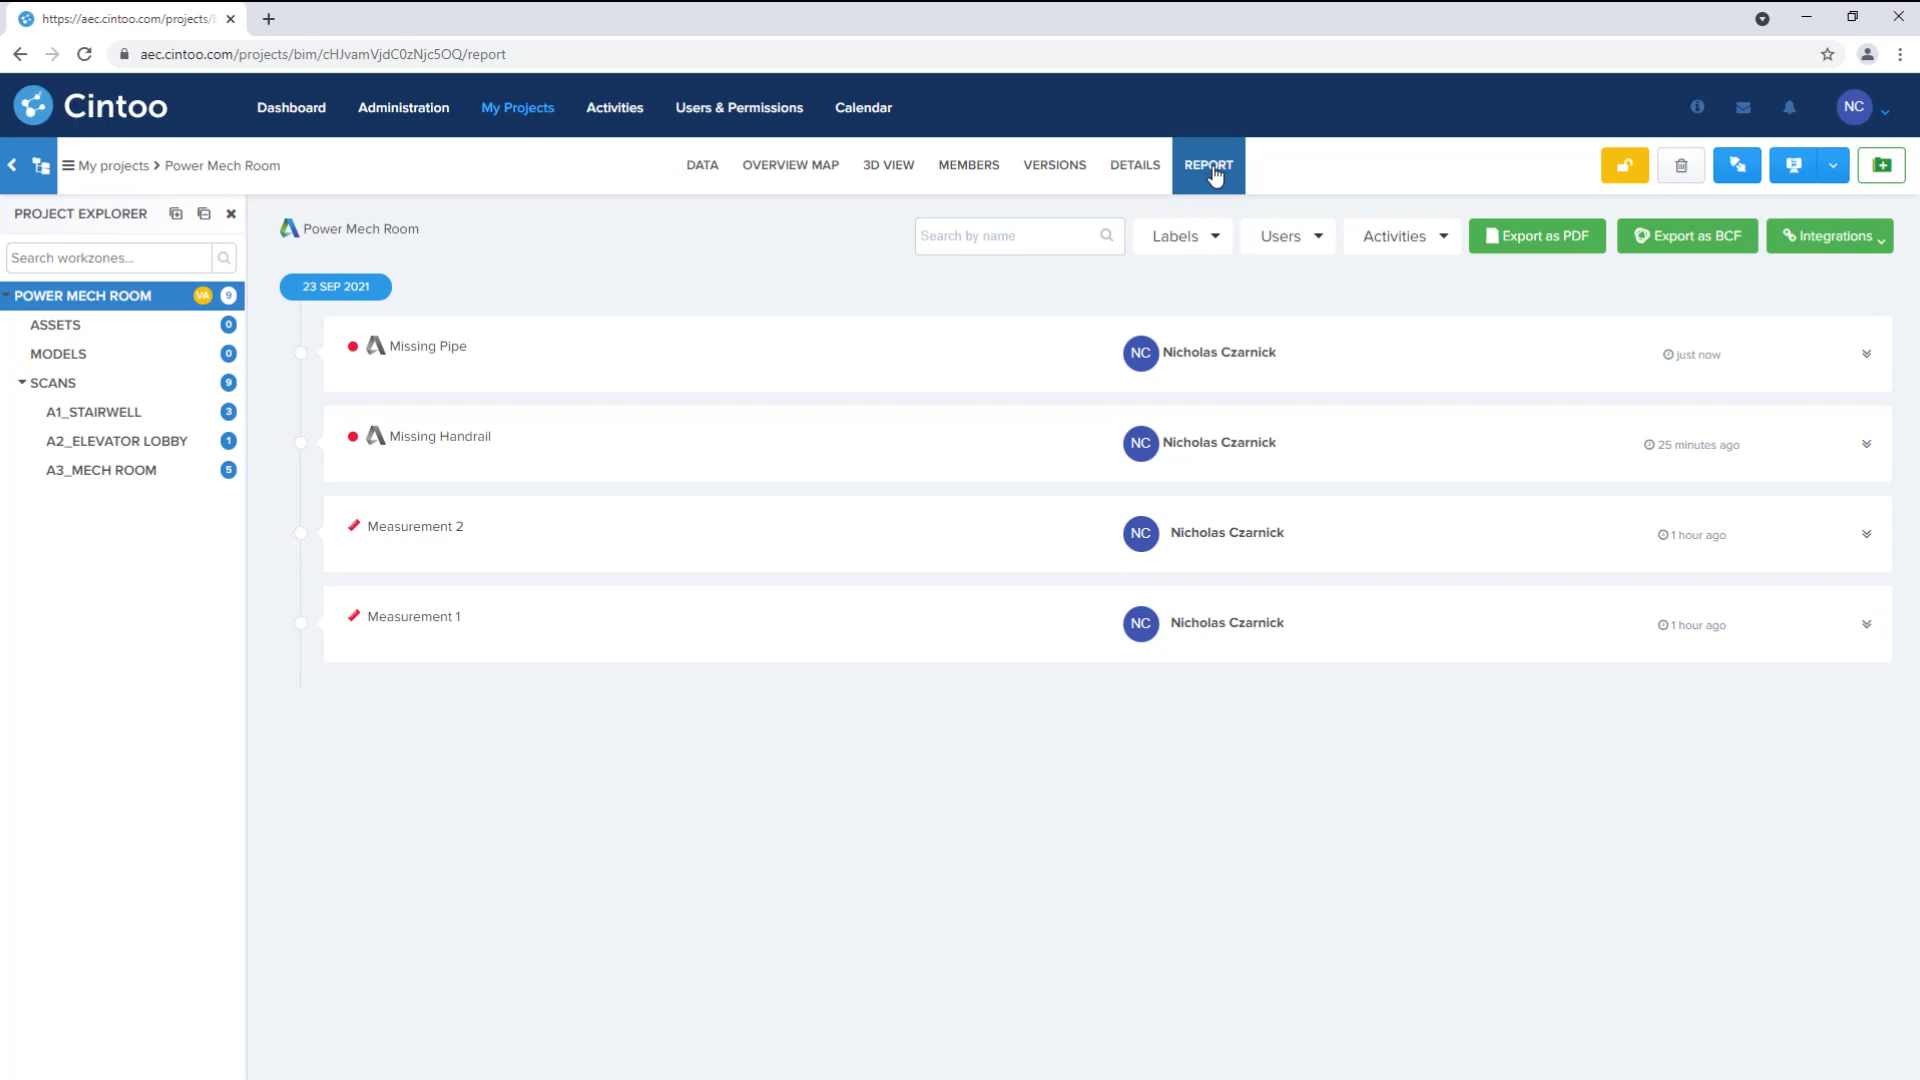 https://aec.cintoo.com/projects/
aec.cintoo.com/projects/bim/cHJvamVjdC0zNjc5OQ/report
Cintoo
Dashboard
Administration
My Projects
Activities
Users & Permissions
Calendar
NC
My projects > Power Mech Room
DATA
OVERVIEW MAP
3D VIEW
MEMBERS
VERSIONS
DETAILS
REPORT
PROJECT EXPLORER
Search workzones...
POWER MECH ROOM VA 9
ASSETS 0
MODELS 0
SCANS 9
A1_STAIRWELL 3
A2_ELEVATOR LOBBY 1
A3_MECH ROOM 5
Power Mech Room
Search by name
Labels
Users
Activities
Export as PDF
Export as BCF
Integrations
23 SEP 2021
Missing Pipe NC Nicholas Czarnick just now
Missing Handrail NC Nicholas Czarnick 25 minutes ago
Measurement 2 NC Nicholas Czarnick 1 hour ago
Measurement 1 NC Nicholas Czarnick 1 hour ago